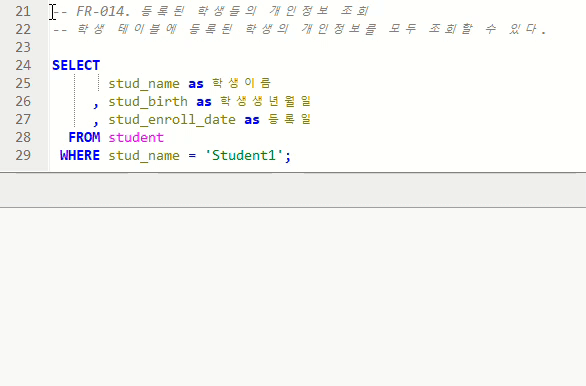 21 -- FR-014. 등록된 학생들의 개인정보 조회
22 -- 학생 테이블에 등록된 학생의 개인정보를 모두 조회할 수 있다.
23
24 SELECT
25 stud_name as 학생이름
26 , stud_birth as 학생생년월일
27 , stud_enroll_date as 등록일
28 FROM student
29 WHERE stud_name = 'Student1';